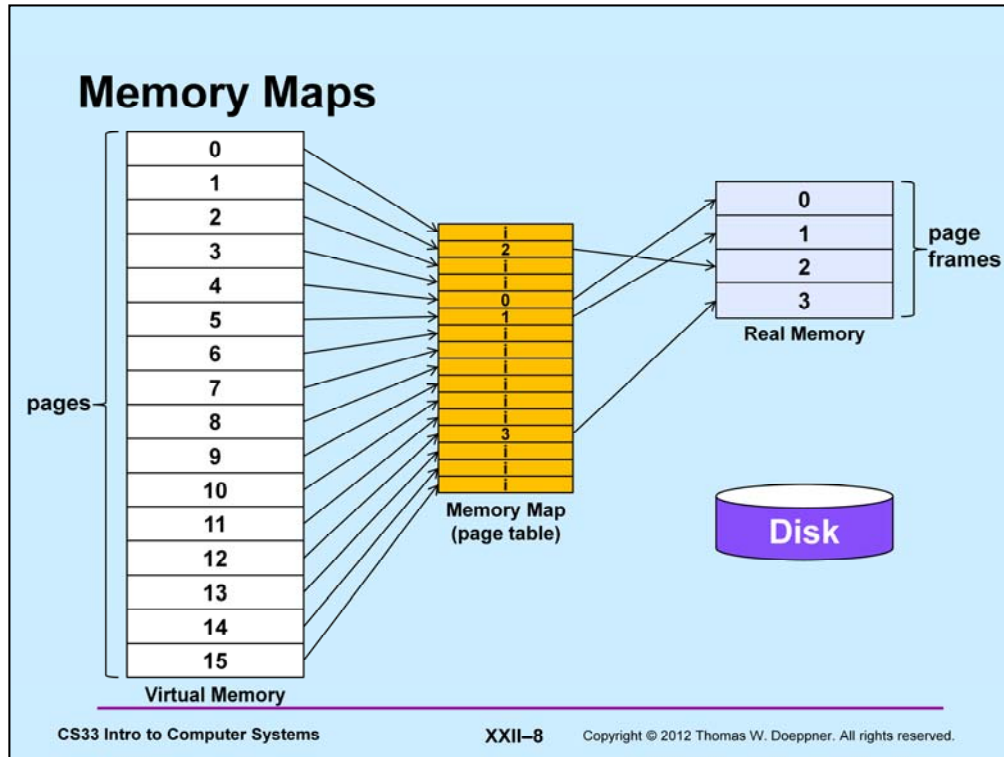 Memory Maps
pages
0
1
2
3
4
5
6
7
8
9
10
11
12
13
14
15
Virtual Memory
i
2
i
i
0
1
i
i
i
i
i
i
3
i
i
i
Memory Map
(page table)
0
1
2
3
Real Memory
page
frames
Disk
CS33 Intro to Computer Systems
XXII–8
Copyright © 2012 Thomas W. Doeppner. All rights reserved.